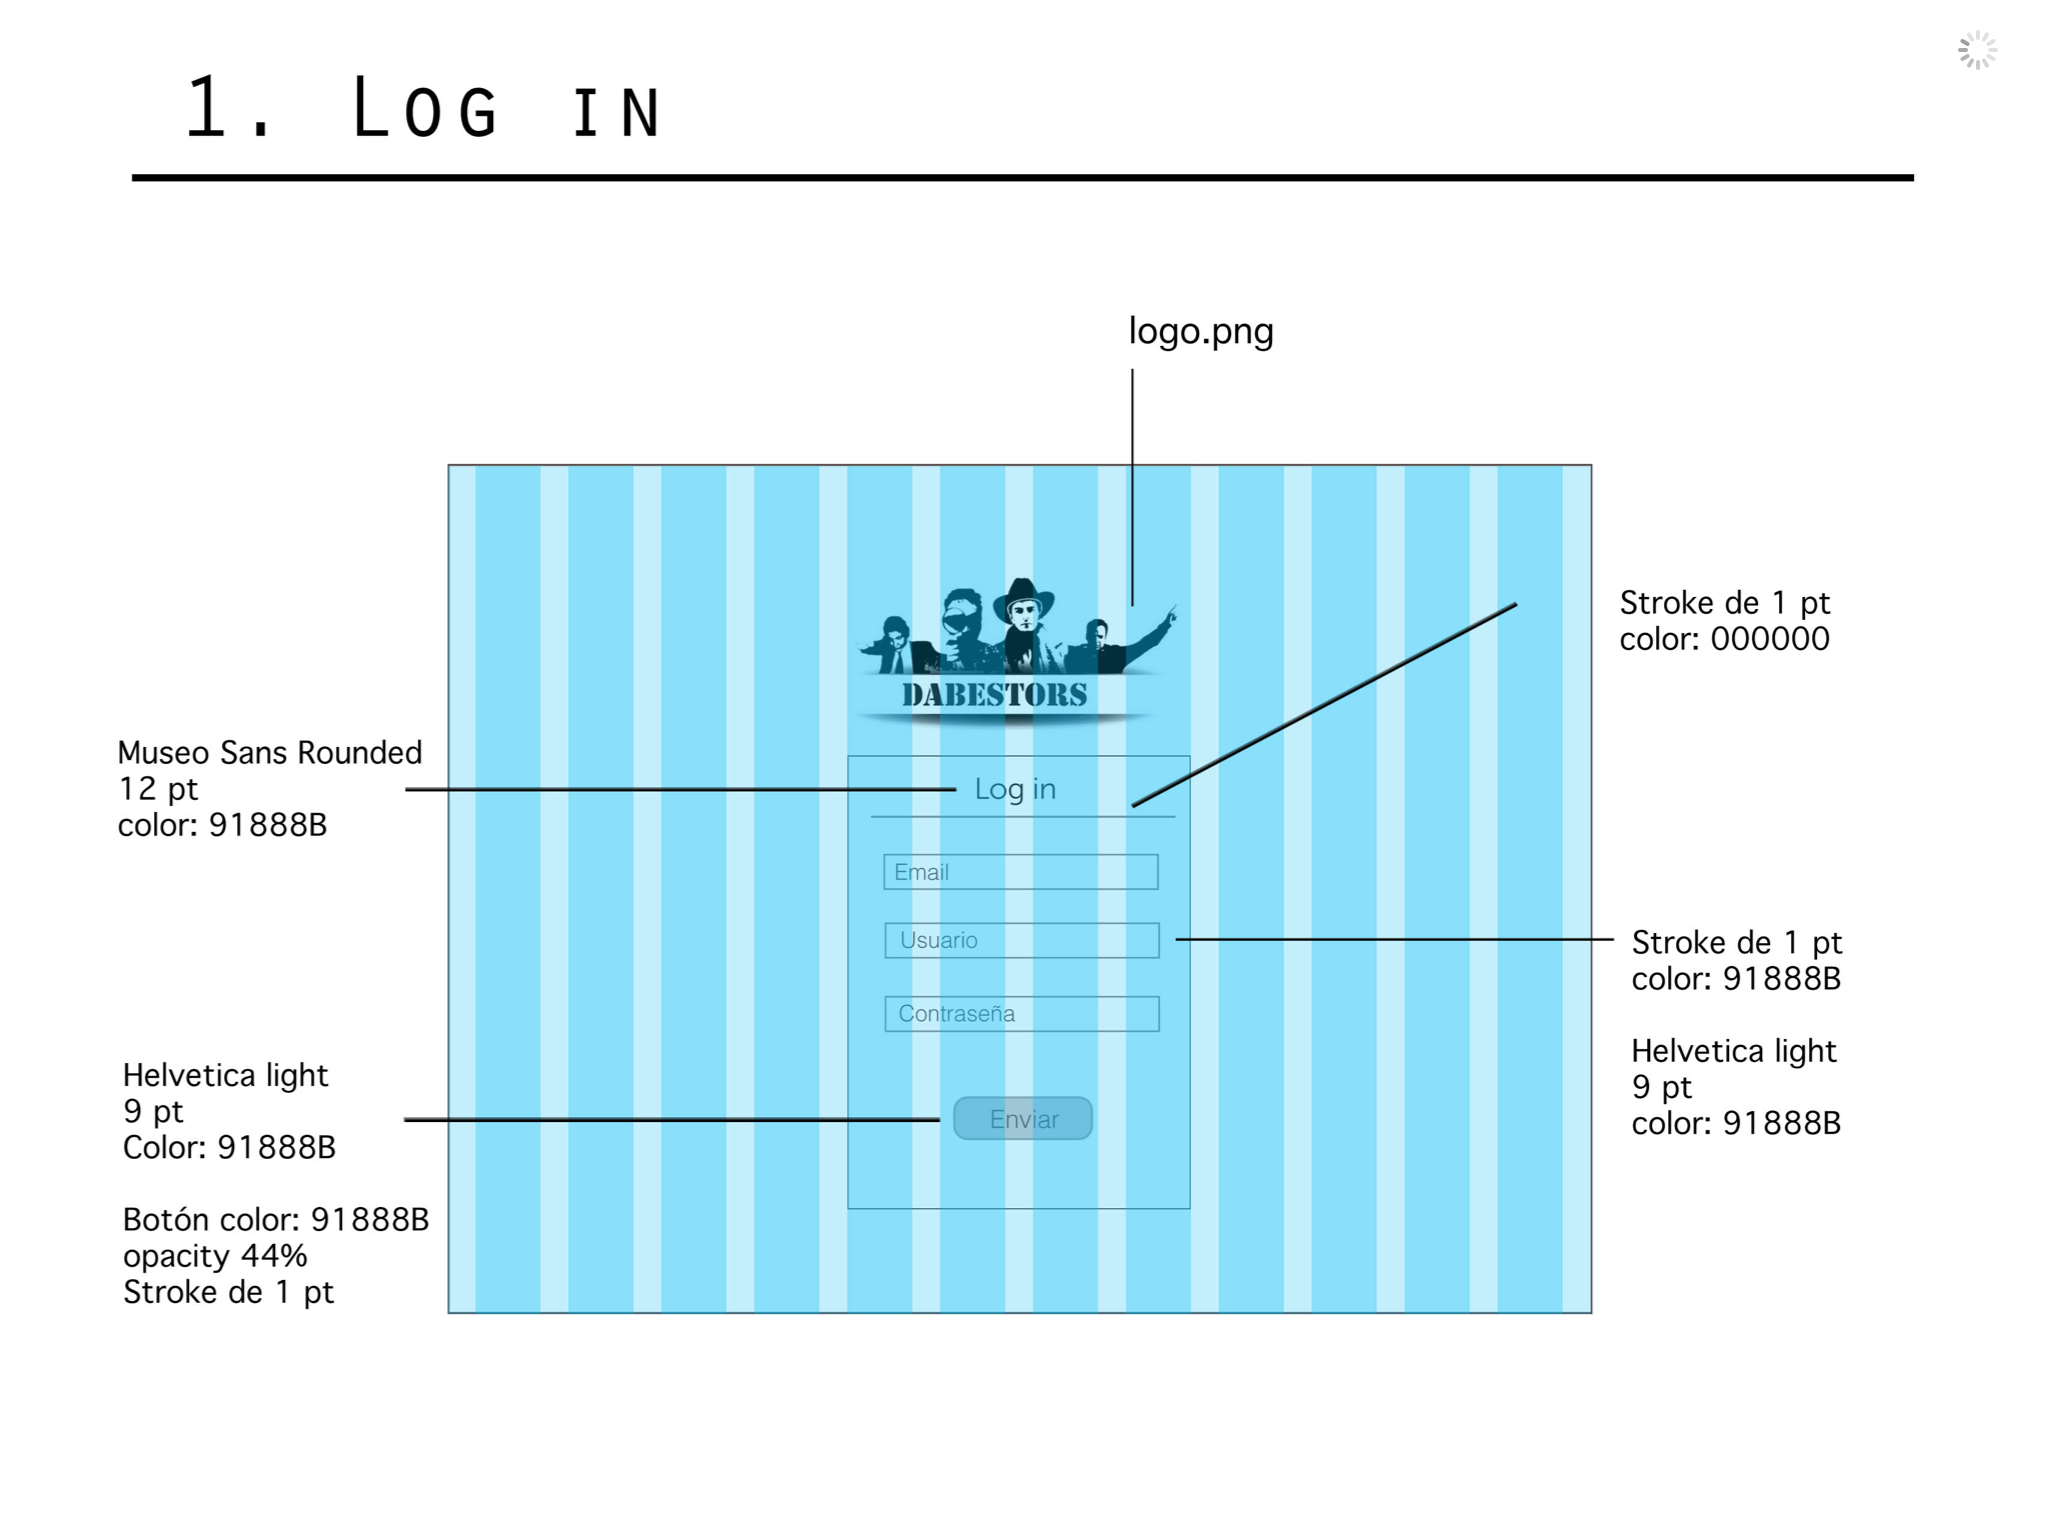 1. Log in
logo.png
DABESTORS
Stroke de 1 pt
color: 000000
Museo Sans Rounded
12 pt
color: 91888B
Log in
Email
Usuario
Contraseña
Enviar
Stroke de 1 pt
color: 91888B
Helvetica light
9 pt
color: 91888B
Helvetica light
9 pt
Color: 91888B
Botón color: 91888B
opacity 44%
Stroke de 1 pt